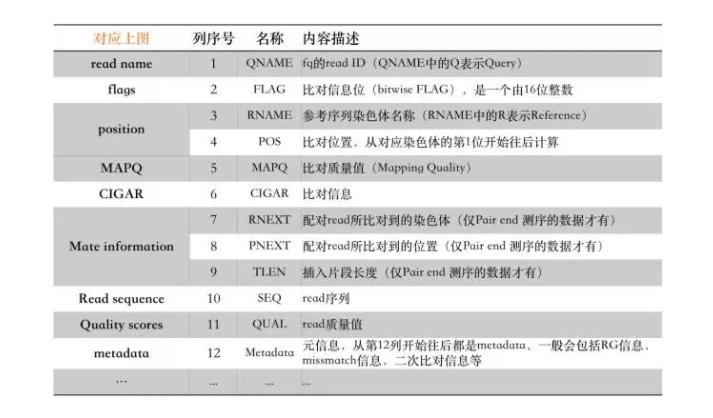 对应上图 列序号 名称 内容描述
read name 1 QNAME fq的read ID（QNAME中的Q表示Query）
flags 2 FLAG 比对信息位（bitwise FLAG），是一个由16位整数
position
3 RNAME 参考序列染色体名称（RNAME中的R表示Reference）
4 POS 比对位置，从对应染色体的第1位开始往后计算
MAPQ 5 MAPQ 比对质量值（Mapping Quality）
CIGAR 6 CIGAR 比对信息
Mate information
7 RNEXT 配对read所比对到的染色体（仅Pair end 测序的数据才有）
8 PNEXT 配对read所比对到的位置（仅Pair end 测序的数据才有）
9 TLEN 插入片段长度（仅Pair end 测序的数据才有）
Read sequence 10 SEQ read序列
Quality scores 11 QUAL read质量值
metadata 12 Metadata 元信息，从第12列开始往后都是metadata，一般会包括RG信息、
missmatch信息，二次比对信息等
... ... ... ...